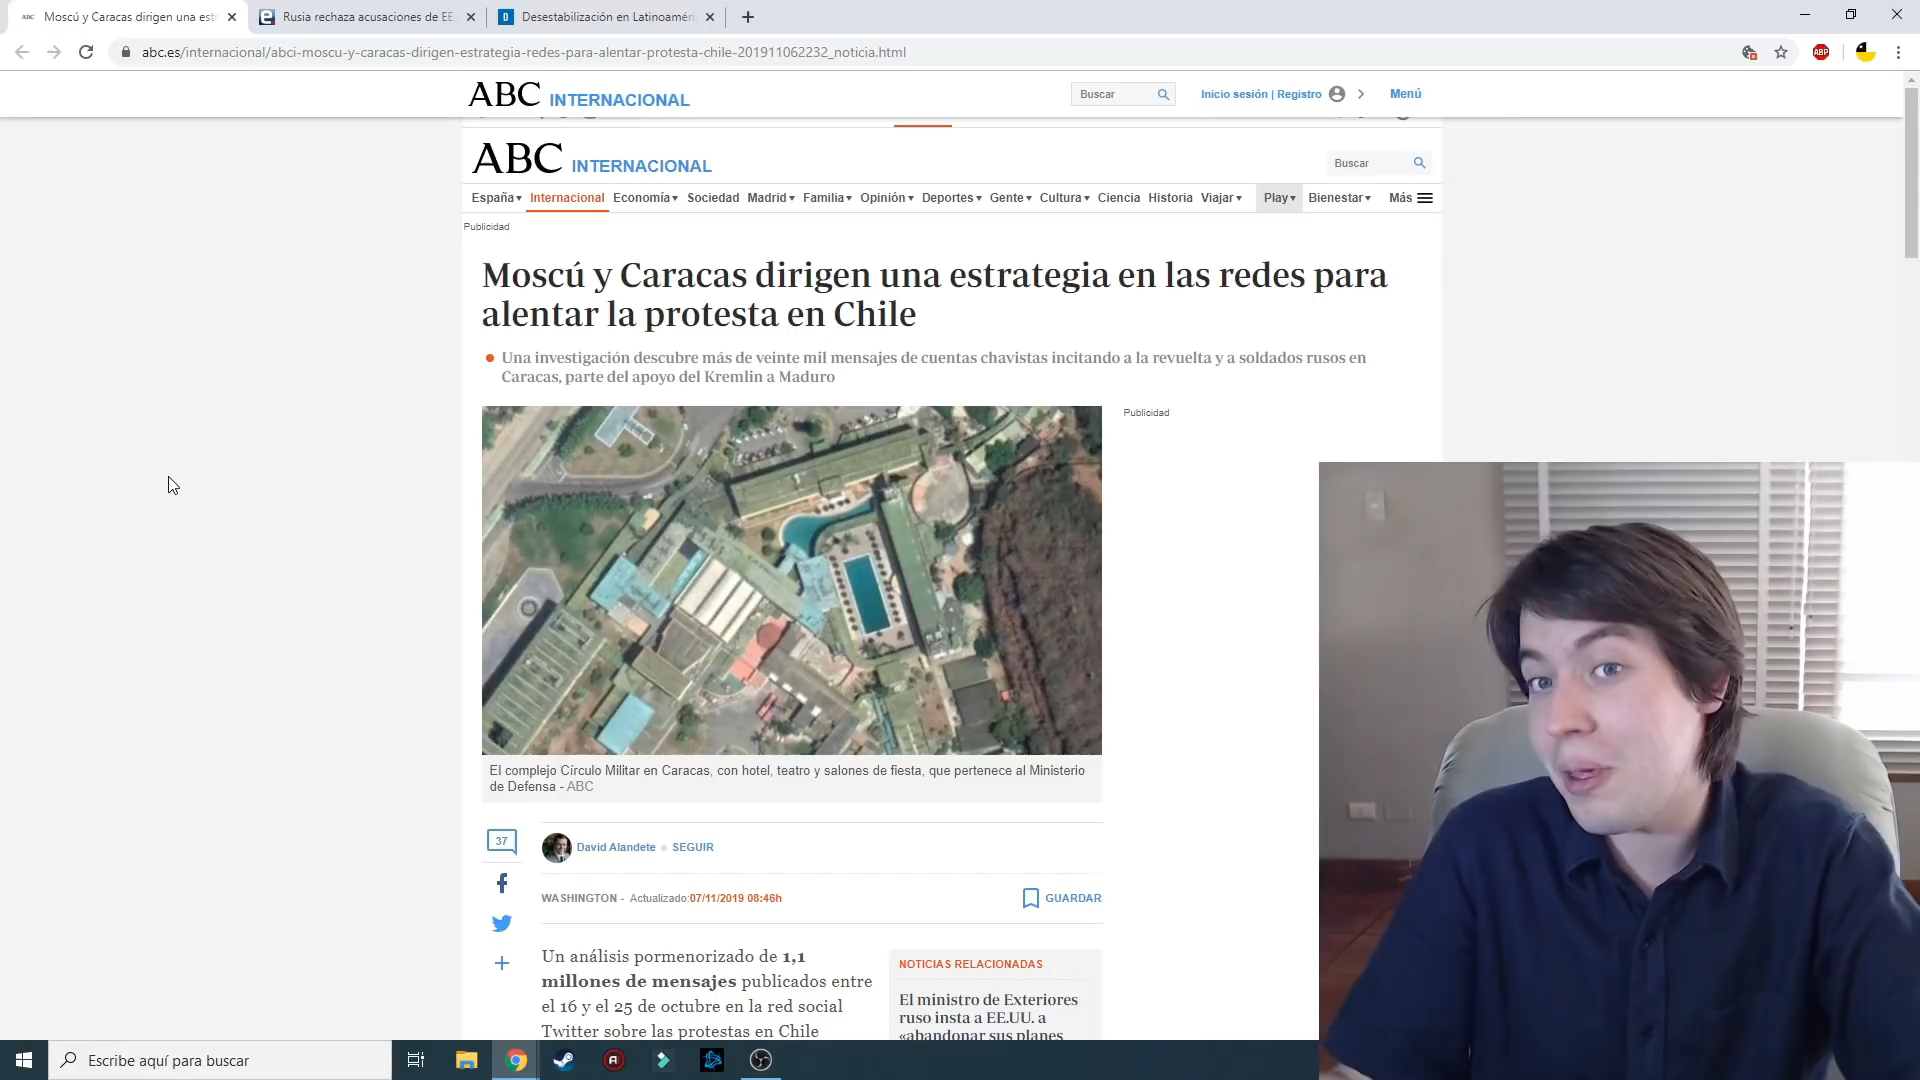 Moscú y Caracas dirigen una est
Rusia rechaza acusaciones de EE.
Desestabilización en Latinoaméri
abc.es/internacional/abci-moscu-y-caracas-dirigen-estrategia-redes-para-alentar-protesta-chile-201911062232_noticia.html
ABP
ABC INTERNACIONAL
Buscar
Inicio sesión | Registro
Menú
ABC INTERNACIONAL
Buscar
España Internacional Economía Sociedad Madrid Familia Opinión Deportes Gente Cultura Ciencia Historia Viajar Play Bienestar Más
Publicidad
Moscú y Caracas dirigen una estrategia en las redes para
alentar la protesta en Chile
Una investigación descubre más de veinte mil mensajes de cuentas chavistas incitando a la revuelta y a soldados rusos en
Caracas, parte del apoyo del Kremlin a Maduro
Publicidad
El complejo Círculo Militar en Caracas, con hotel, teatro y salones de fiesta, que pertenece al Ministerio
de Defensa - ABC
37
David Alandete SEGUIR
WASHINGTON - Actualizado:07/11/2019 08:46h
GUARDAR
Un análisis pormenorizado de 1,1
millones de mensajes publicados entre
el 16 y el 25 de octubre en la red social
Twitter sobre las protestas en Chile
NOTICIAS RELACIONADAS
El ministro de Exteriores
ruso insta a EE.UU. a
«abandonar sus planes
Escribe aquí para buscar